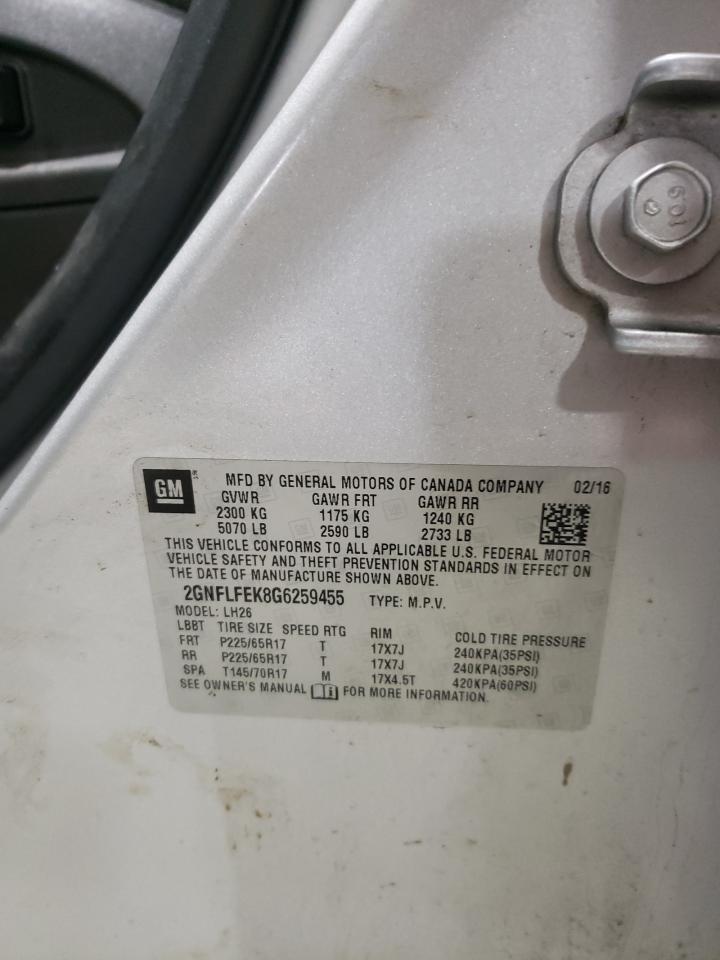 10.9
GM
MFD BY GENERAL MOTORS OF CANADA COMPANY 02/16
GVWR GAWR FRT GAWR RR
2300 KG 1175 KG 1240 KG
5070 LB 2590 LB 2733 LB
THIS VEHICLE CONFORMS TO ALL APPLICABLE U.S. FEDERAL MOTOR
VEHICLE SAFETY AND THEFT PREVENTION STANDARDS IN EFFECT ON
THE DATE OF MANUFACTURE SHOWN ABOVE.
2GNFLFEK8G6259455 TYPE: M.P.V.
MODEL: LH26
LBBT TIRE SIZE SPEED RTG RIM COLD TIRE PRESSURE
FRT P225/65R17 T 17X7J 240KPA(35PSI)
RR P225/65R17 T 17X7J 240KPA(35PSI)
SPA T145/70R17 M 17X4.5T 420KPA(60PSI)
SEE OWNER'S MANUAL FOR MORE INFORMATION.